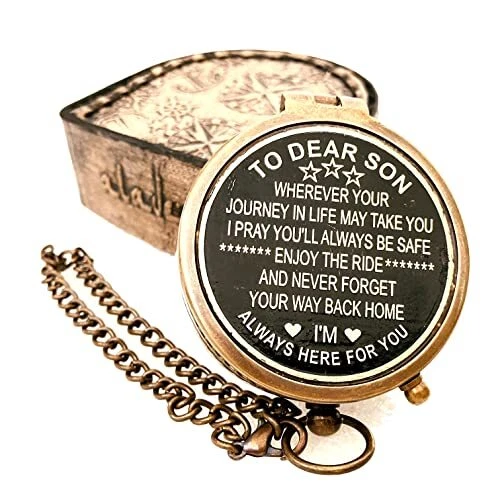 TO DEAR SON
WHEREVER YOUR
JOURNEY IN LIFE MAY TAKE YOU
I PRAY YOU'LL ALWAYS BE SAFE
******* ENJOY THE RIDE *******
AND NEVER FORGET
YOUR WAY BACK HOME
I'M
ALWAYS HERE FOR YOU